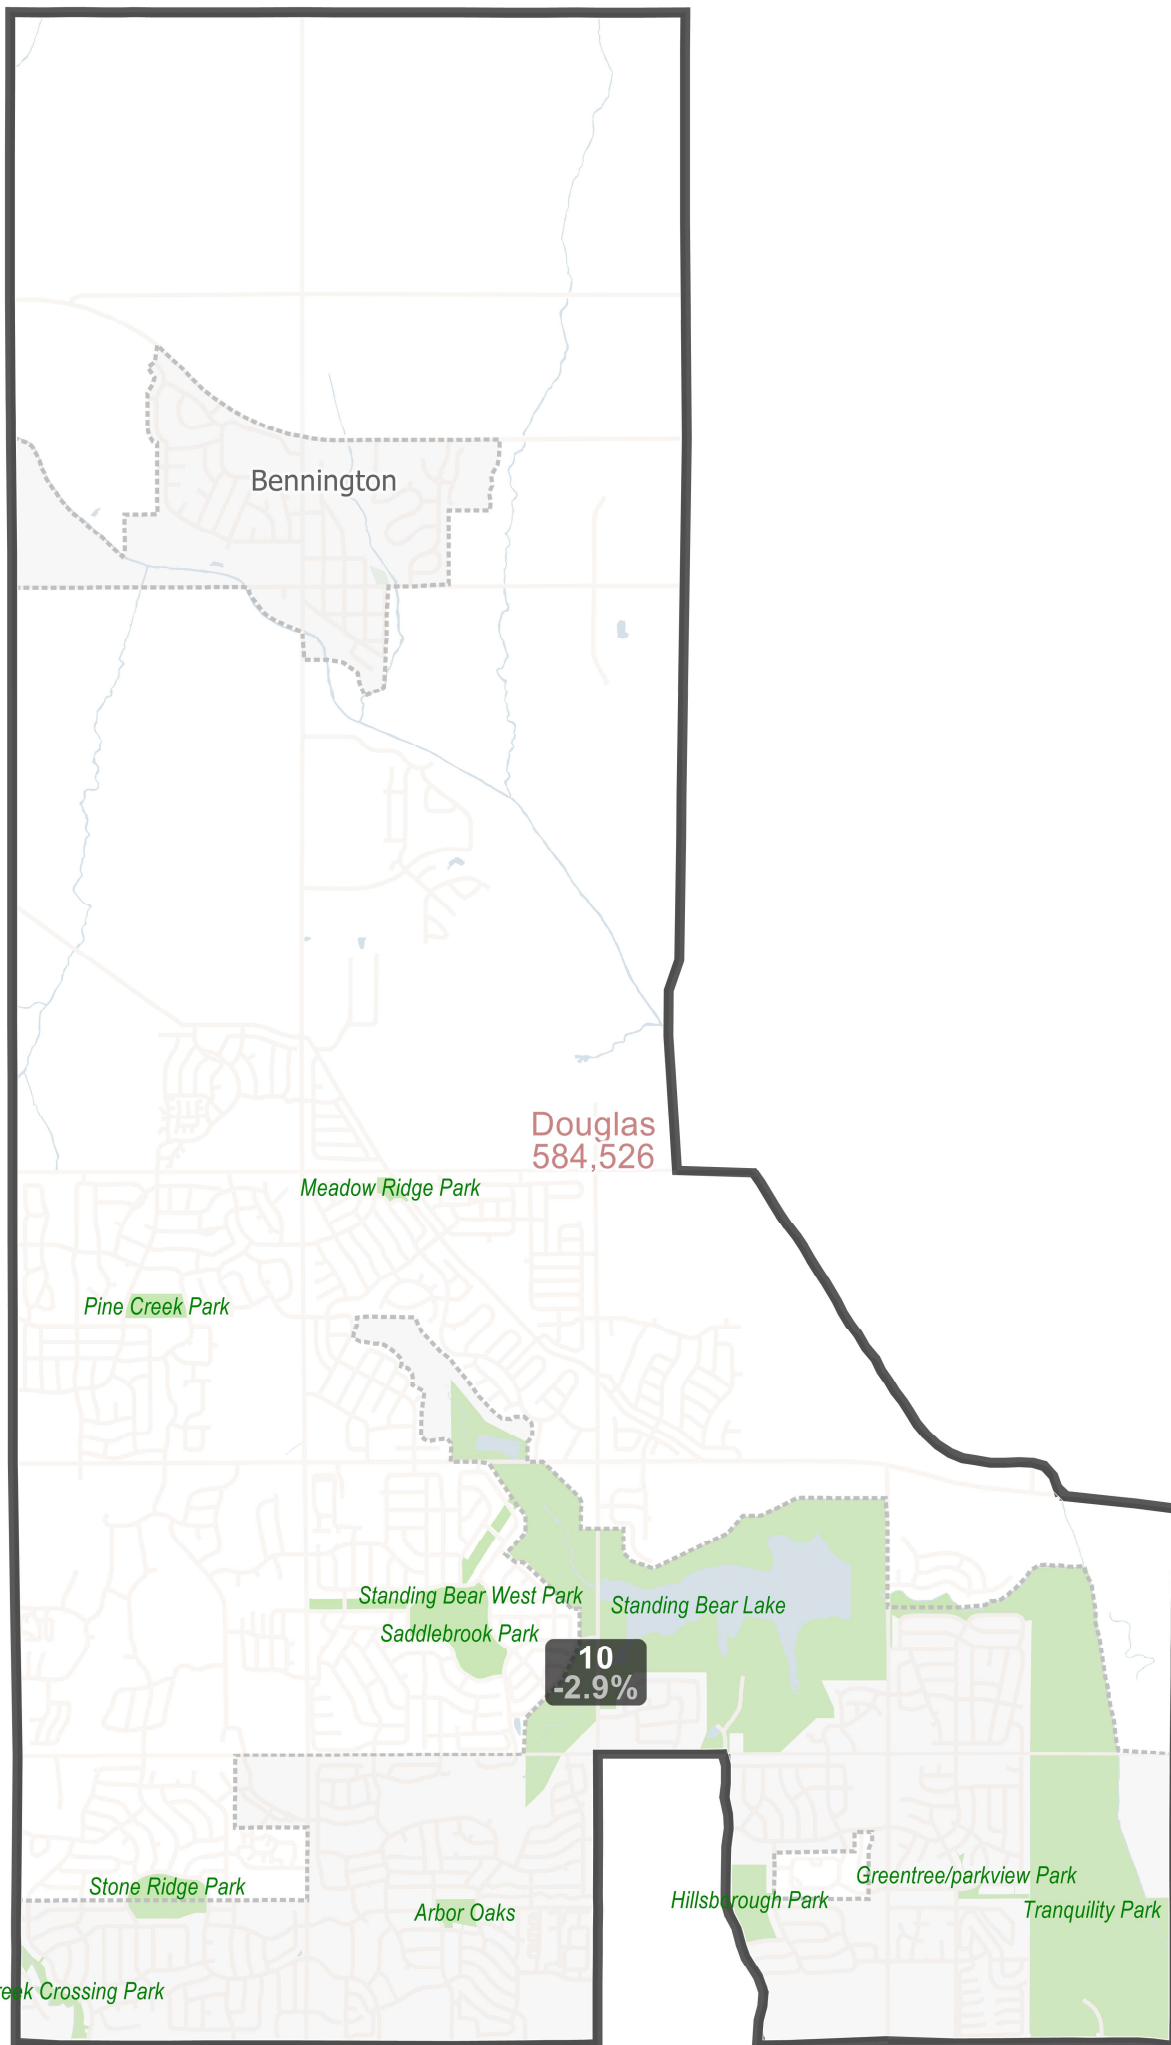 Bennington
Douglas
584,526
Meadow Ridge Park
Pine Creek Park
Standing Bear West Park
Standing Bear Lake
Saddlebrook Park
10
-2.9%
Stone Ridge Park
Greentree/parkview Park
Hillsborough Park
Arbor Oaks
Tranquility Park
eek Crossing Park